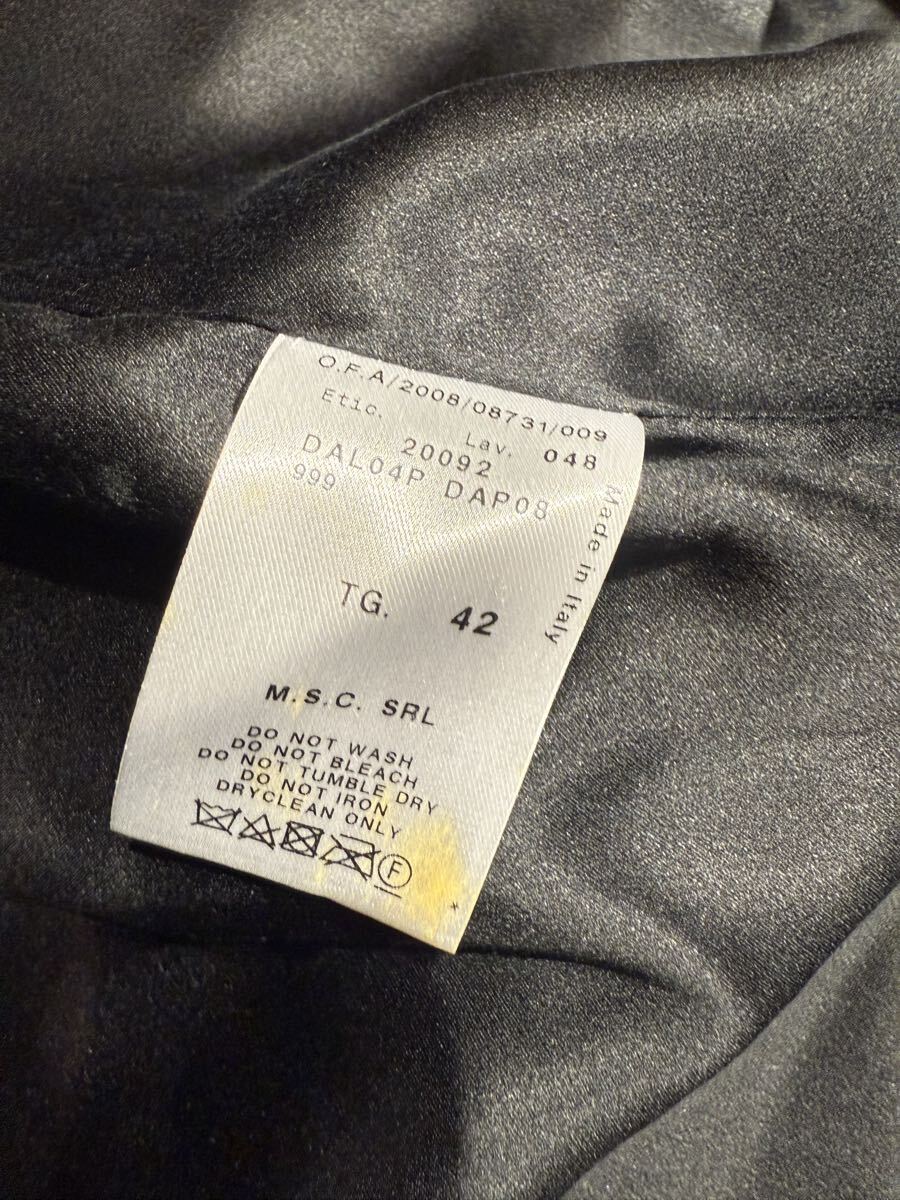 O.F.A/2008/08731/009
Etic. Lav. 048
20092
DAL04P DAP08
999
Made in Italy
TG. 42
M.S.C. SRL
DO NOT WASH
DO NOT BLEACH
DO NOT TUMBLE DRY
DO NOT IRON
DRYCLEAN ONLY
F
*